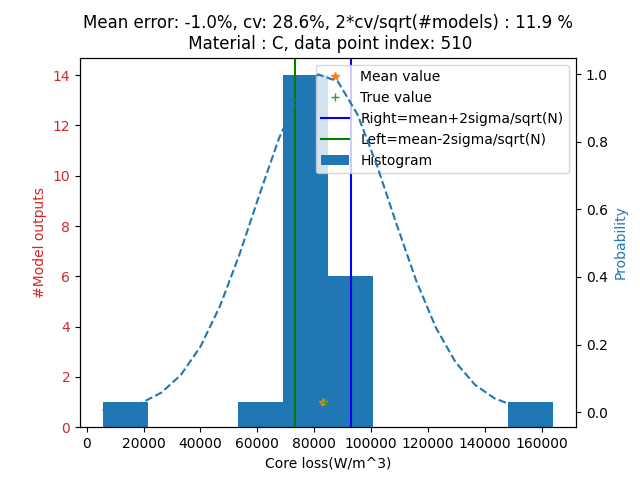 Mean error: -1.0%, cv: 28.6%, 2*cv/sqrt(#models) : 11.9 %
Material : C, data point index: 510
Mean value
True value
Right=mean+2sigma/sqrt(N)
Left=mean-2sigma/sqrt(N)
Histogram
14
12
10
8
6
4
2
0
#Model outputs
1.0
0.8
0.6
0.4
0.2
0.0
Probability
0 20000 40000 60000 80000 100000 120000 140000 160000
Core loss(W/m^3)